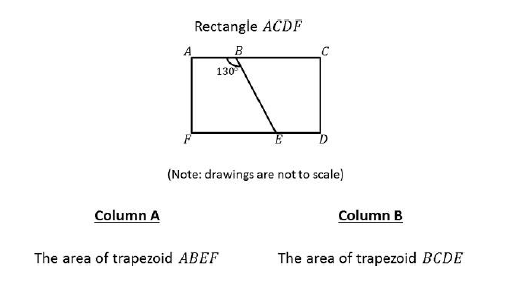 Rectangle ACDF
A B C
130°
F E D
(Note: drawings are not to scale)
Column A Column B
The area of trapezoid ABEF The area of trapezoid BCDE